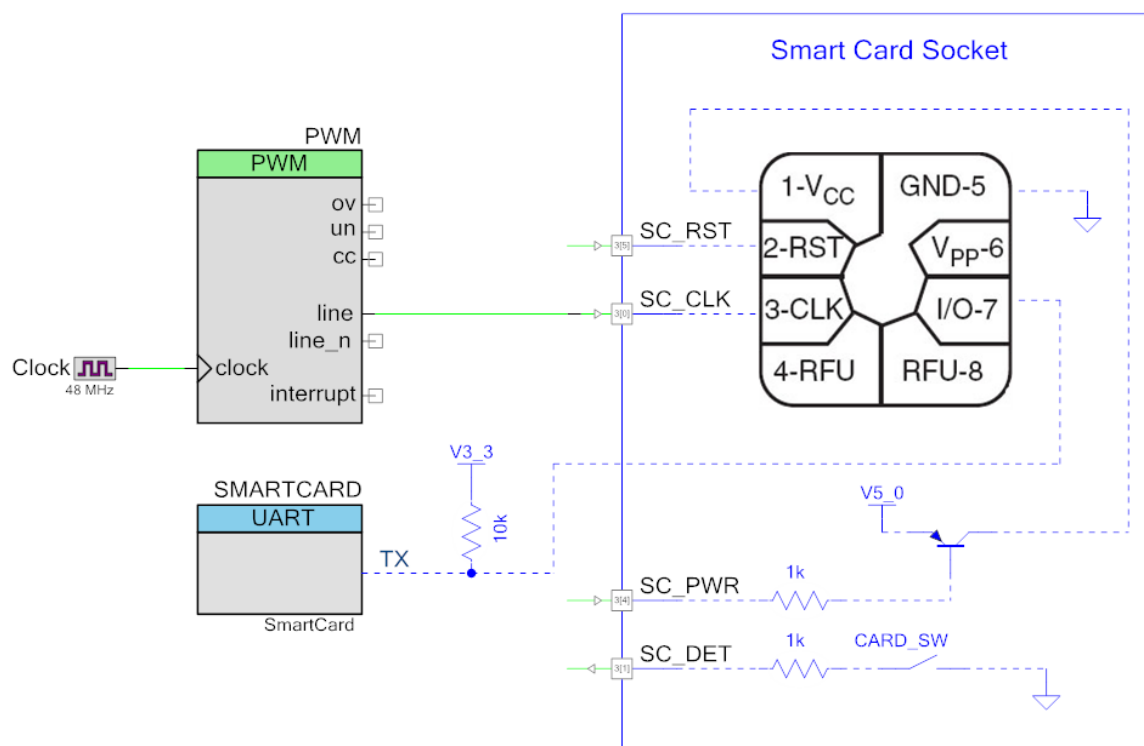 Smart Card Socket
PWM
PWM
ov
un
cc
line
line_n
clock
interrupt
Clock
48 MHz
SC_RST
3[5]
SC_CLK
3[0]
1-VCC
GND-5
2-RST
VPP-6
3-CLK
I/O-7
4-RFU
RFU-8
V3_3
10k
SMARTCARD
UART
TX
SmartCard
V5_0
SC_PWR
3[4]
1k
SC_DET
3[1]
1k
CARD_SW